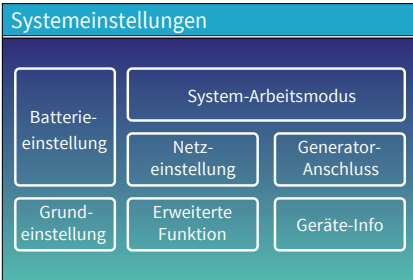 Systemeinstellungen
Batterie-
einstellung
System-Arbeitsmodus
Netz-
einstellung
Generator-
Anschluss
Grund-
einstellung
Erweiterte
Funktion
Geräte-Info